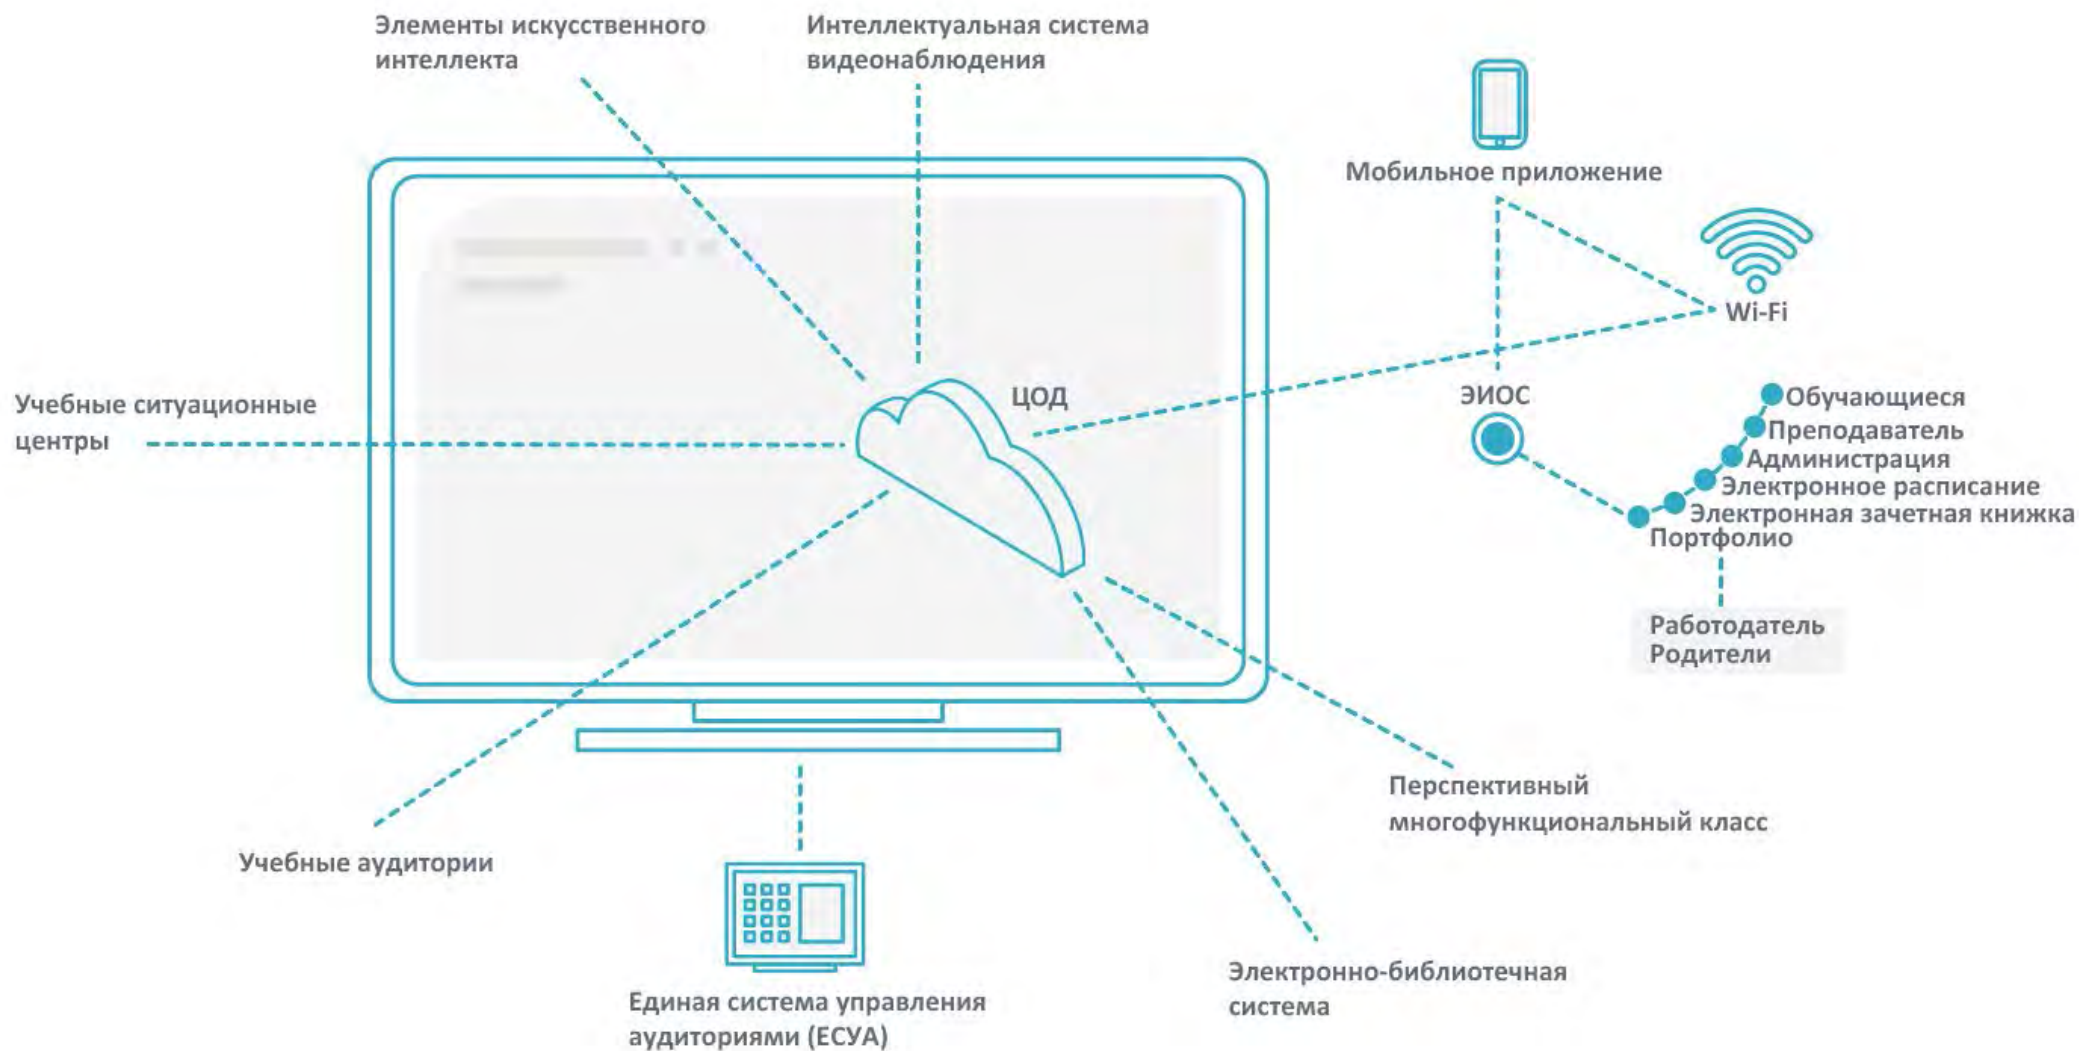 Элементы искусственного
интеллекта
Интеллектуальная система
видеонаблюдения
Мобильное приложение
Wi-Fi
ЦОД
ЭИОС
Обучающиеся
Преподаватель
Администрация
Электронное расписание
Электронная зачетная книжка
Портфолио
Работодатель
Родители
Учебные ситуационные
центры
Перспективный
многофункциональный класс
Учебные аудитории
Электронно-библиотечная
система
Единая система управления
аудиториями (ЕСУА)